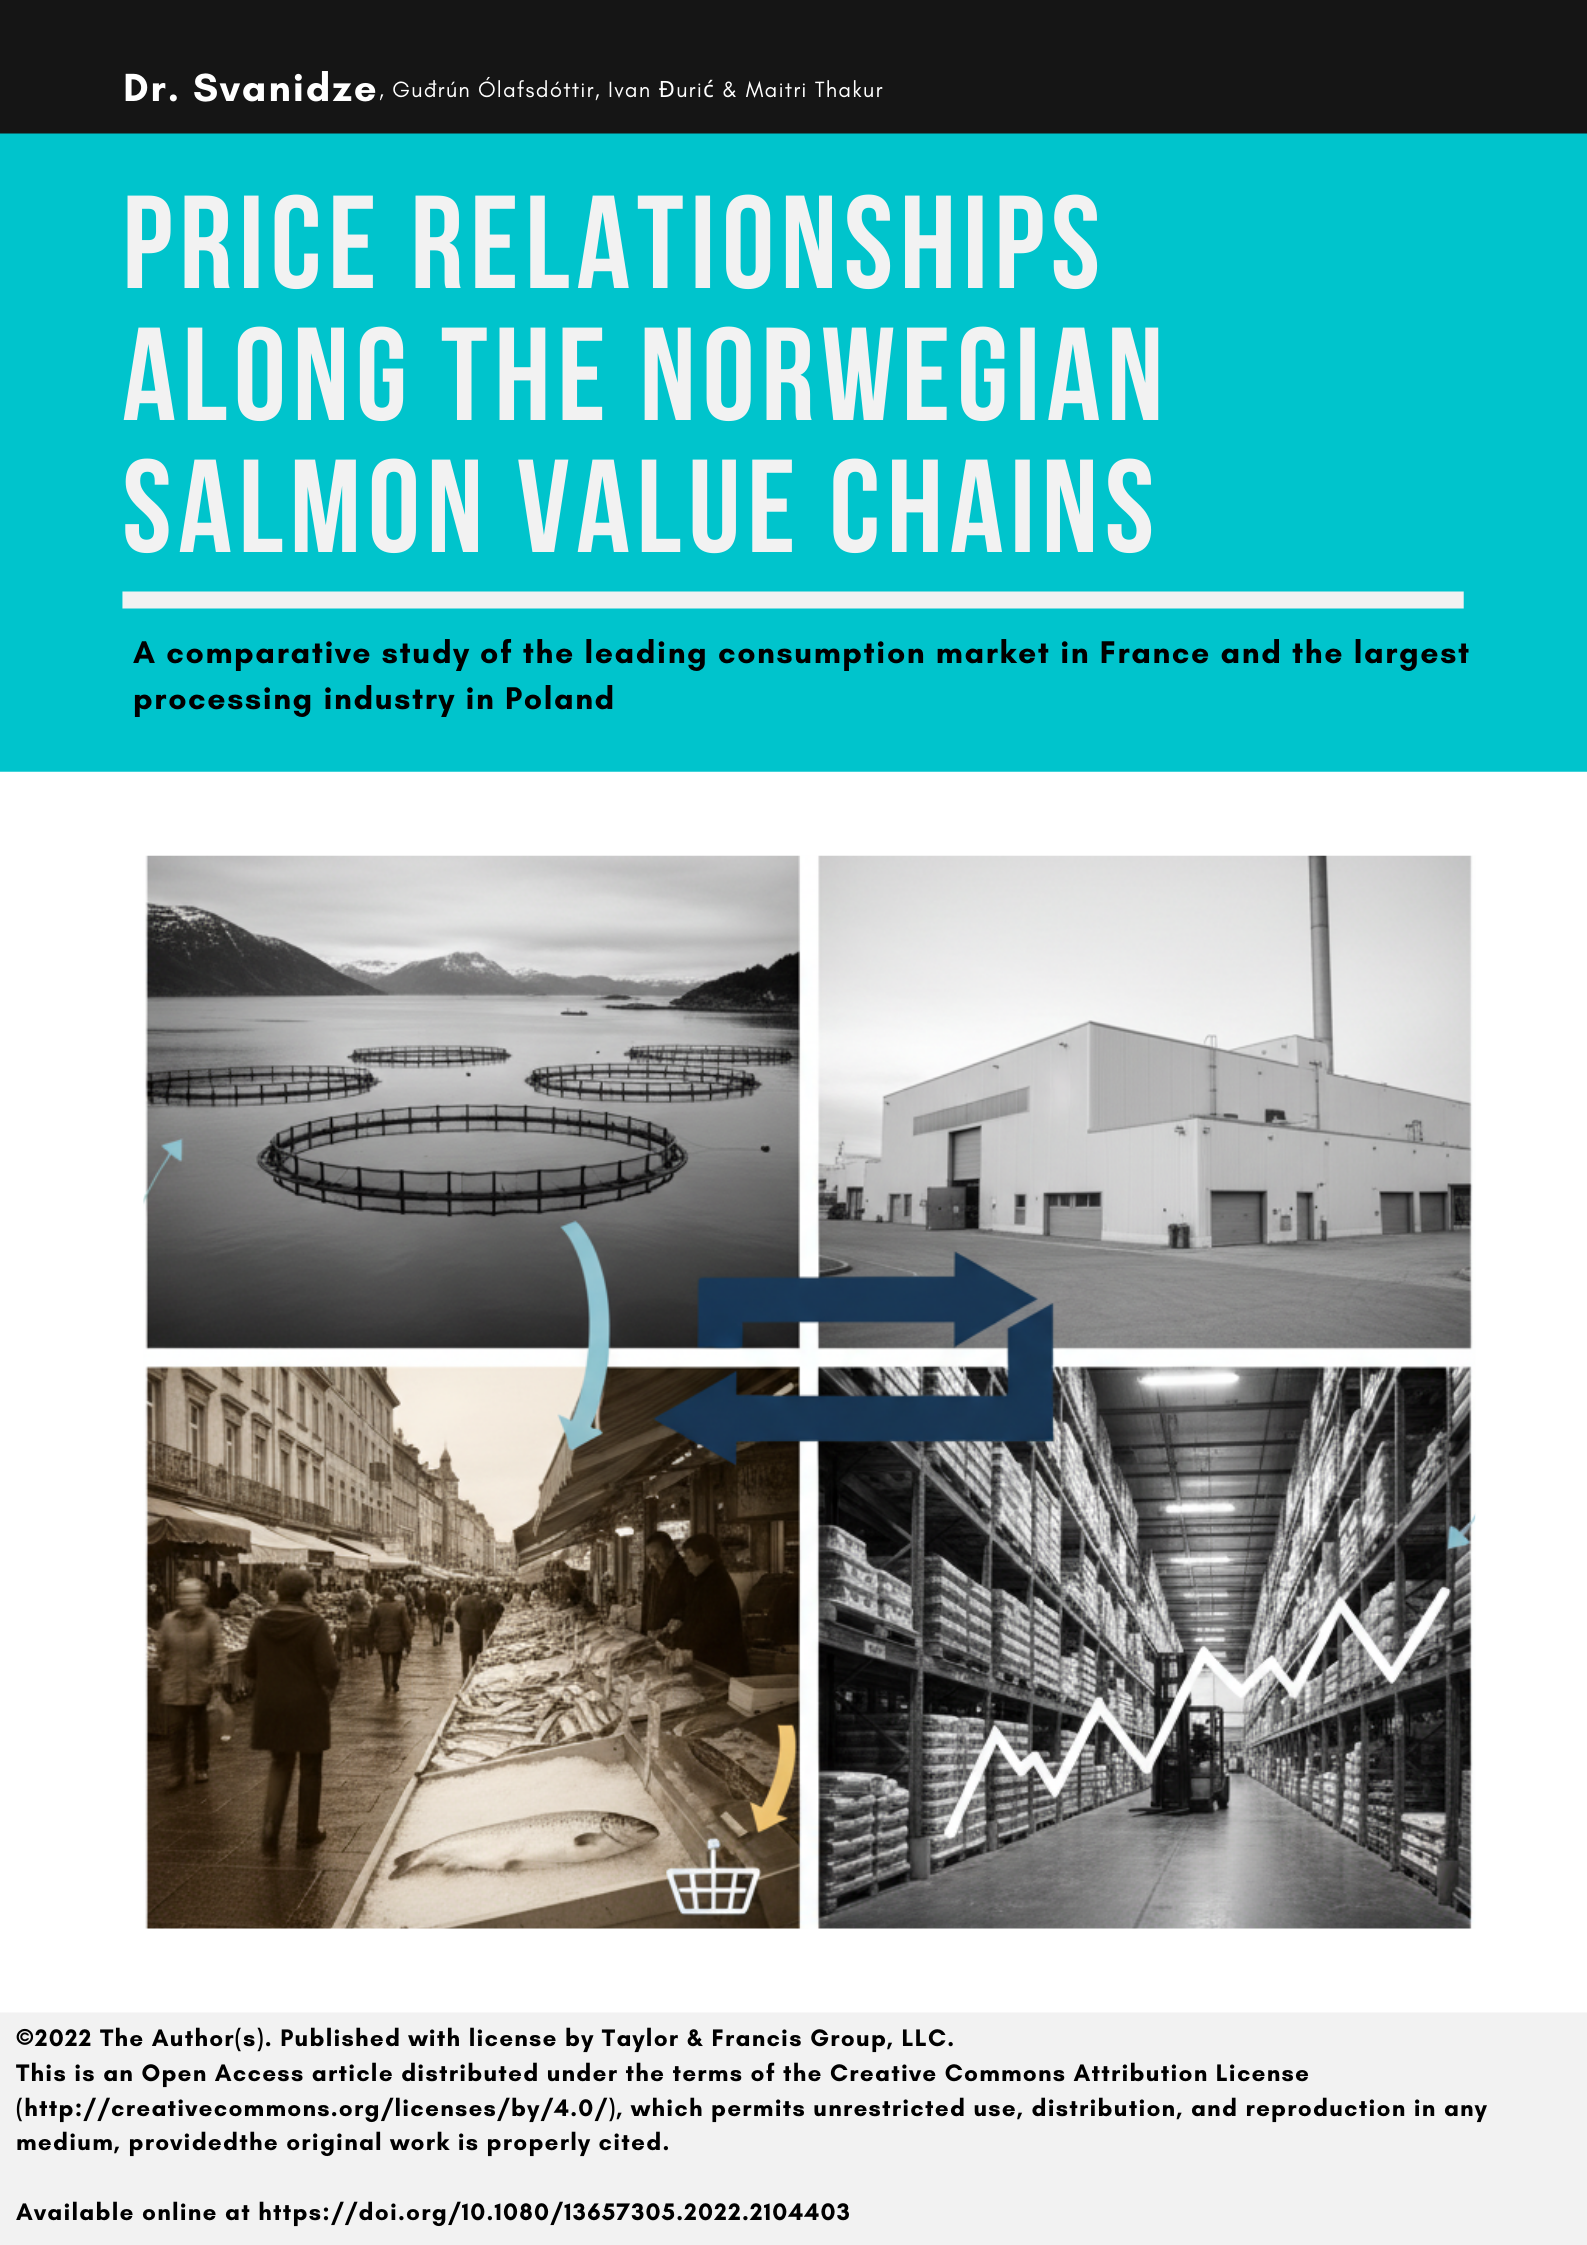 Dr. Svanidze, Guđrún Ólafsdóttir, Ivan Đurić & Maitri Thakur
PRICE RELATIONSHIPS
ALONG THE NORWEGIAN
SALMON VALUE CHAINS
A comparative study of the leading consumption market in France and the largest
processing industry in Poland
©2022 The Author(s). Published with license by Taylor & Francis Group, LLC.
This is an Open Access article distributed under the terms of the Creative Commons Attribution License
(http://creativecommons.org/licenses/by/4.0/), which permits unrestricted use, distribution, and reproduction in any
medium, providedthe original work is properly cited.
Available online at https://doi.org/10.1080/13657305.2022.2104403